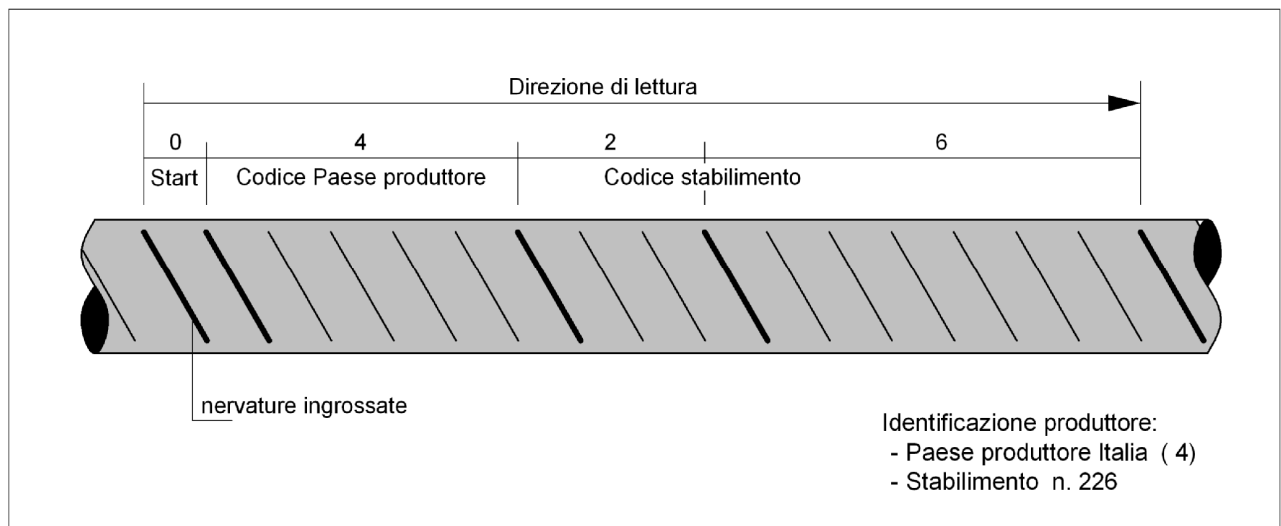 Direzione di lettura
0 4 2 6
Start Codice Paese produttore Codice stabilimento
nervature ingrossate
Identificazione produttore:
- Paese produttore Italia ( 4)
- Stabilimento n. 226